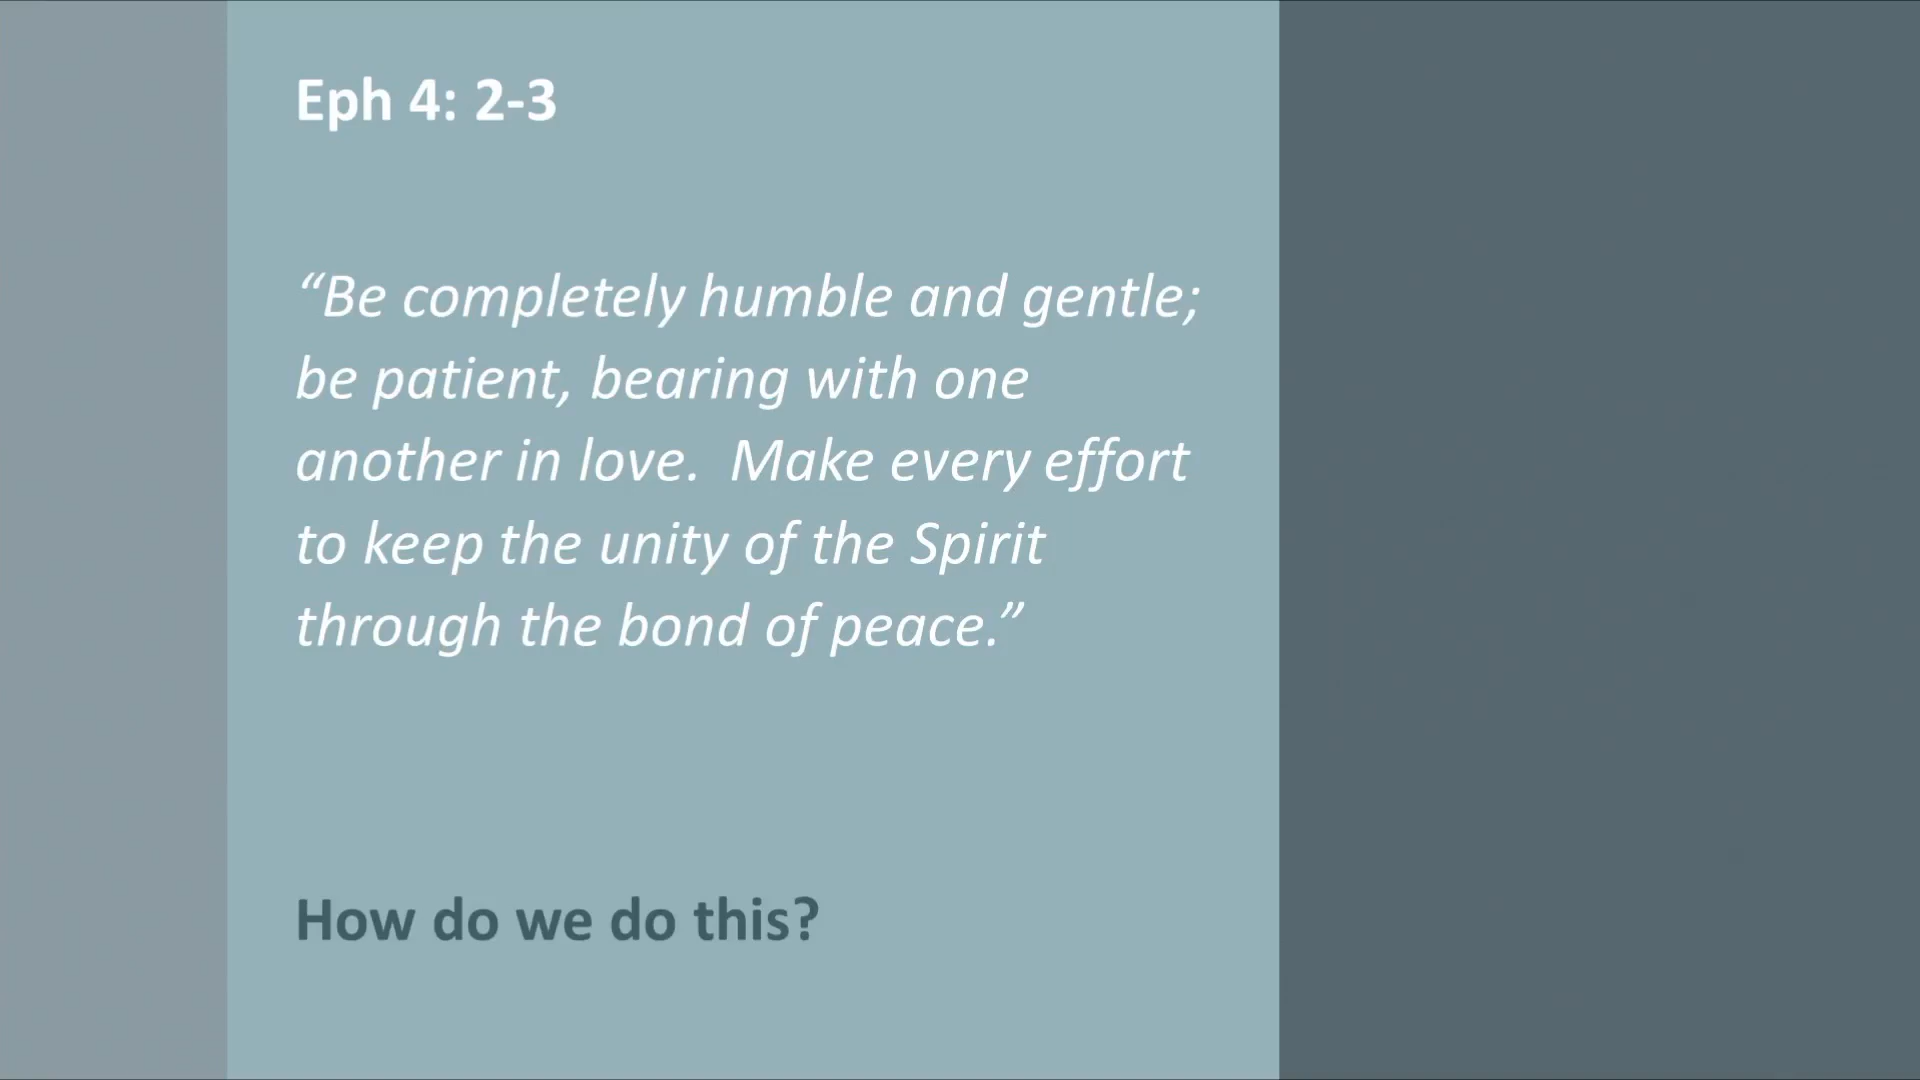 Eph 4: 2-3
“Be completely humble and gentle;
be patient, bearing with one
another in love.  Make every effort
to keep the unity of the Spirit
through the bond of peace.”
How do we do this?